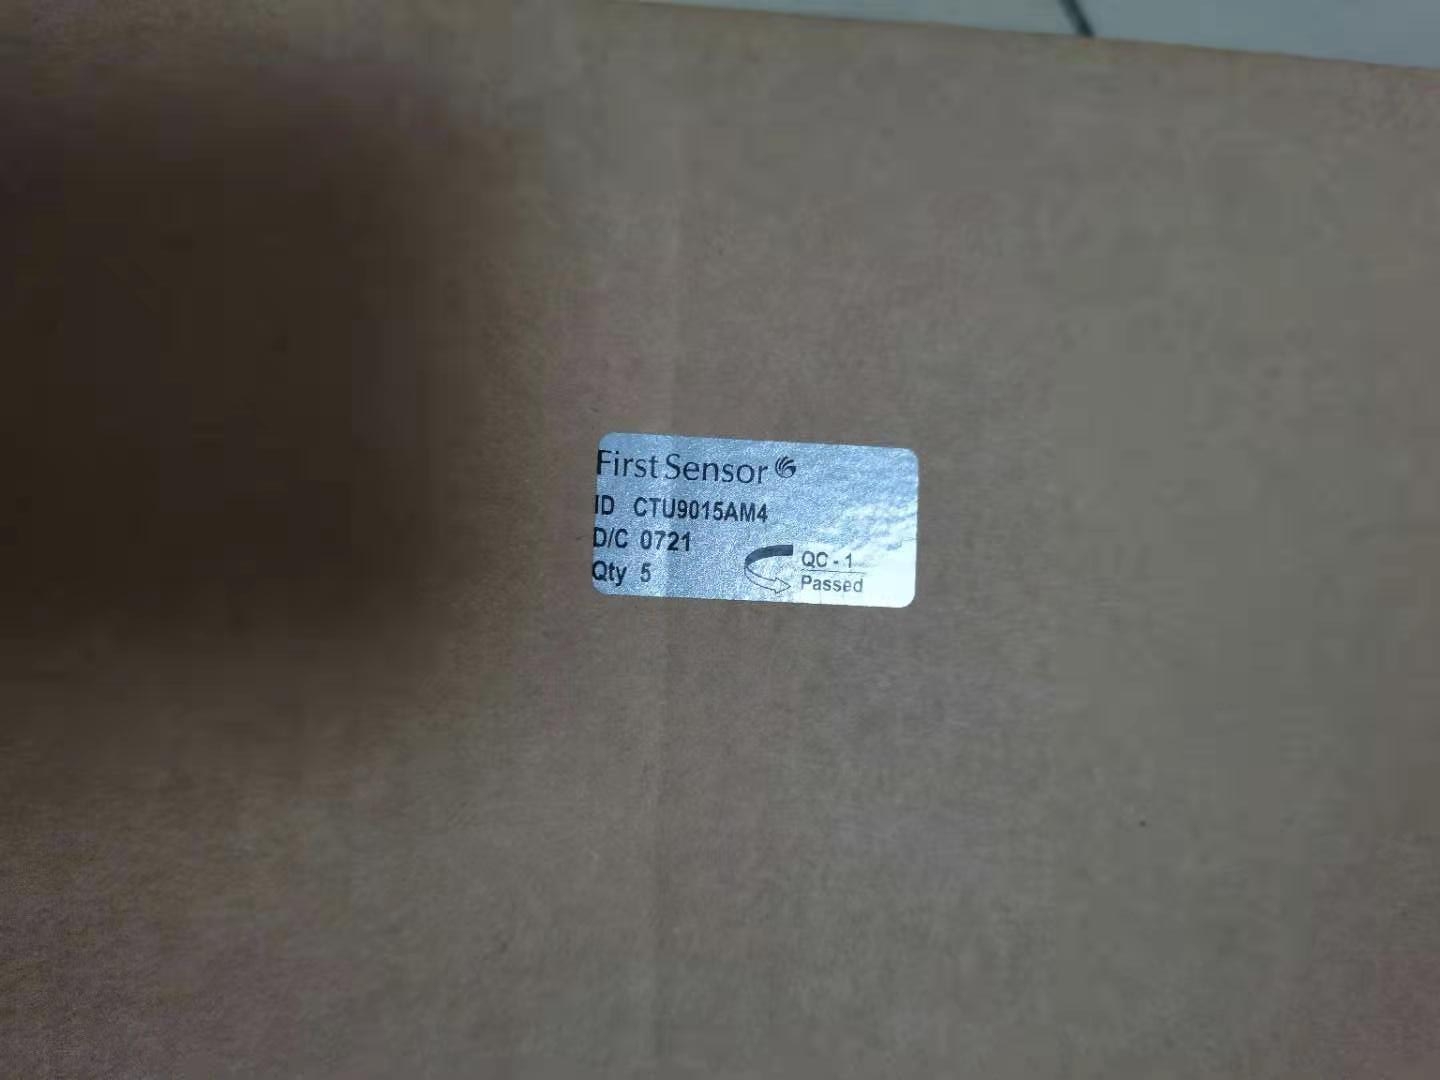 First Sensor
ID CTU9015AM4
D/C 0721
Qty 5
QC - 1
Passed